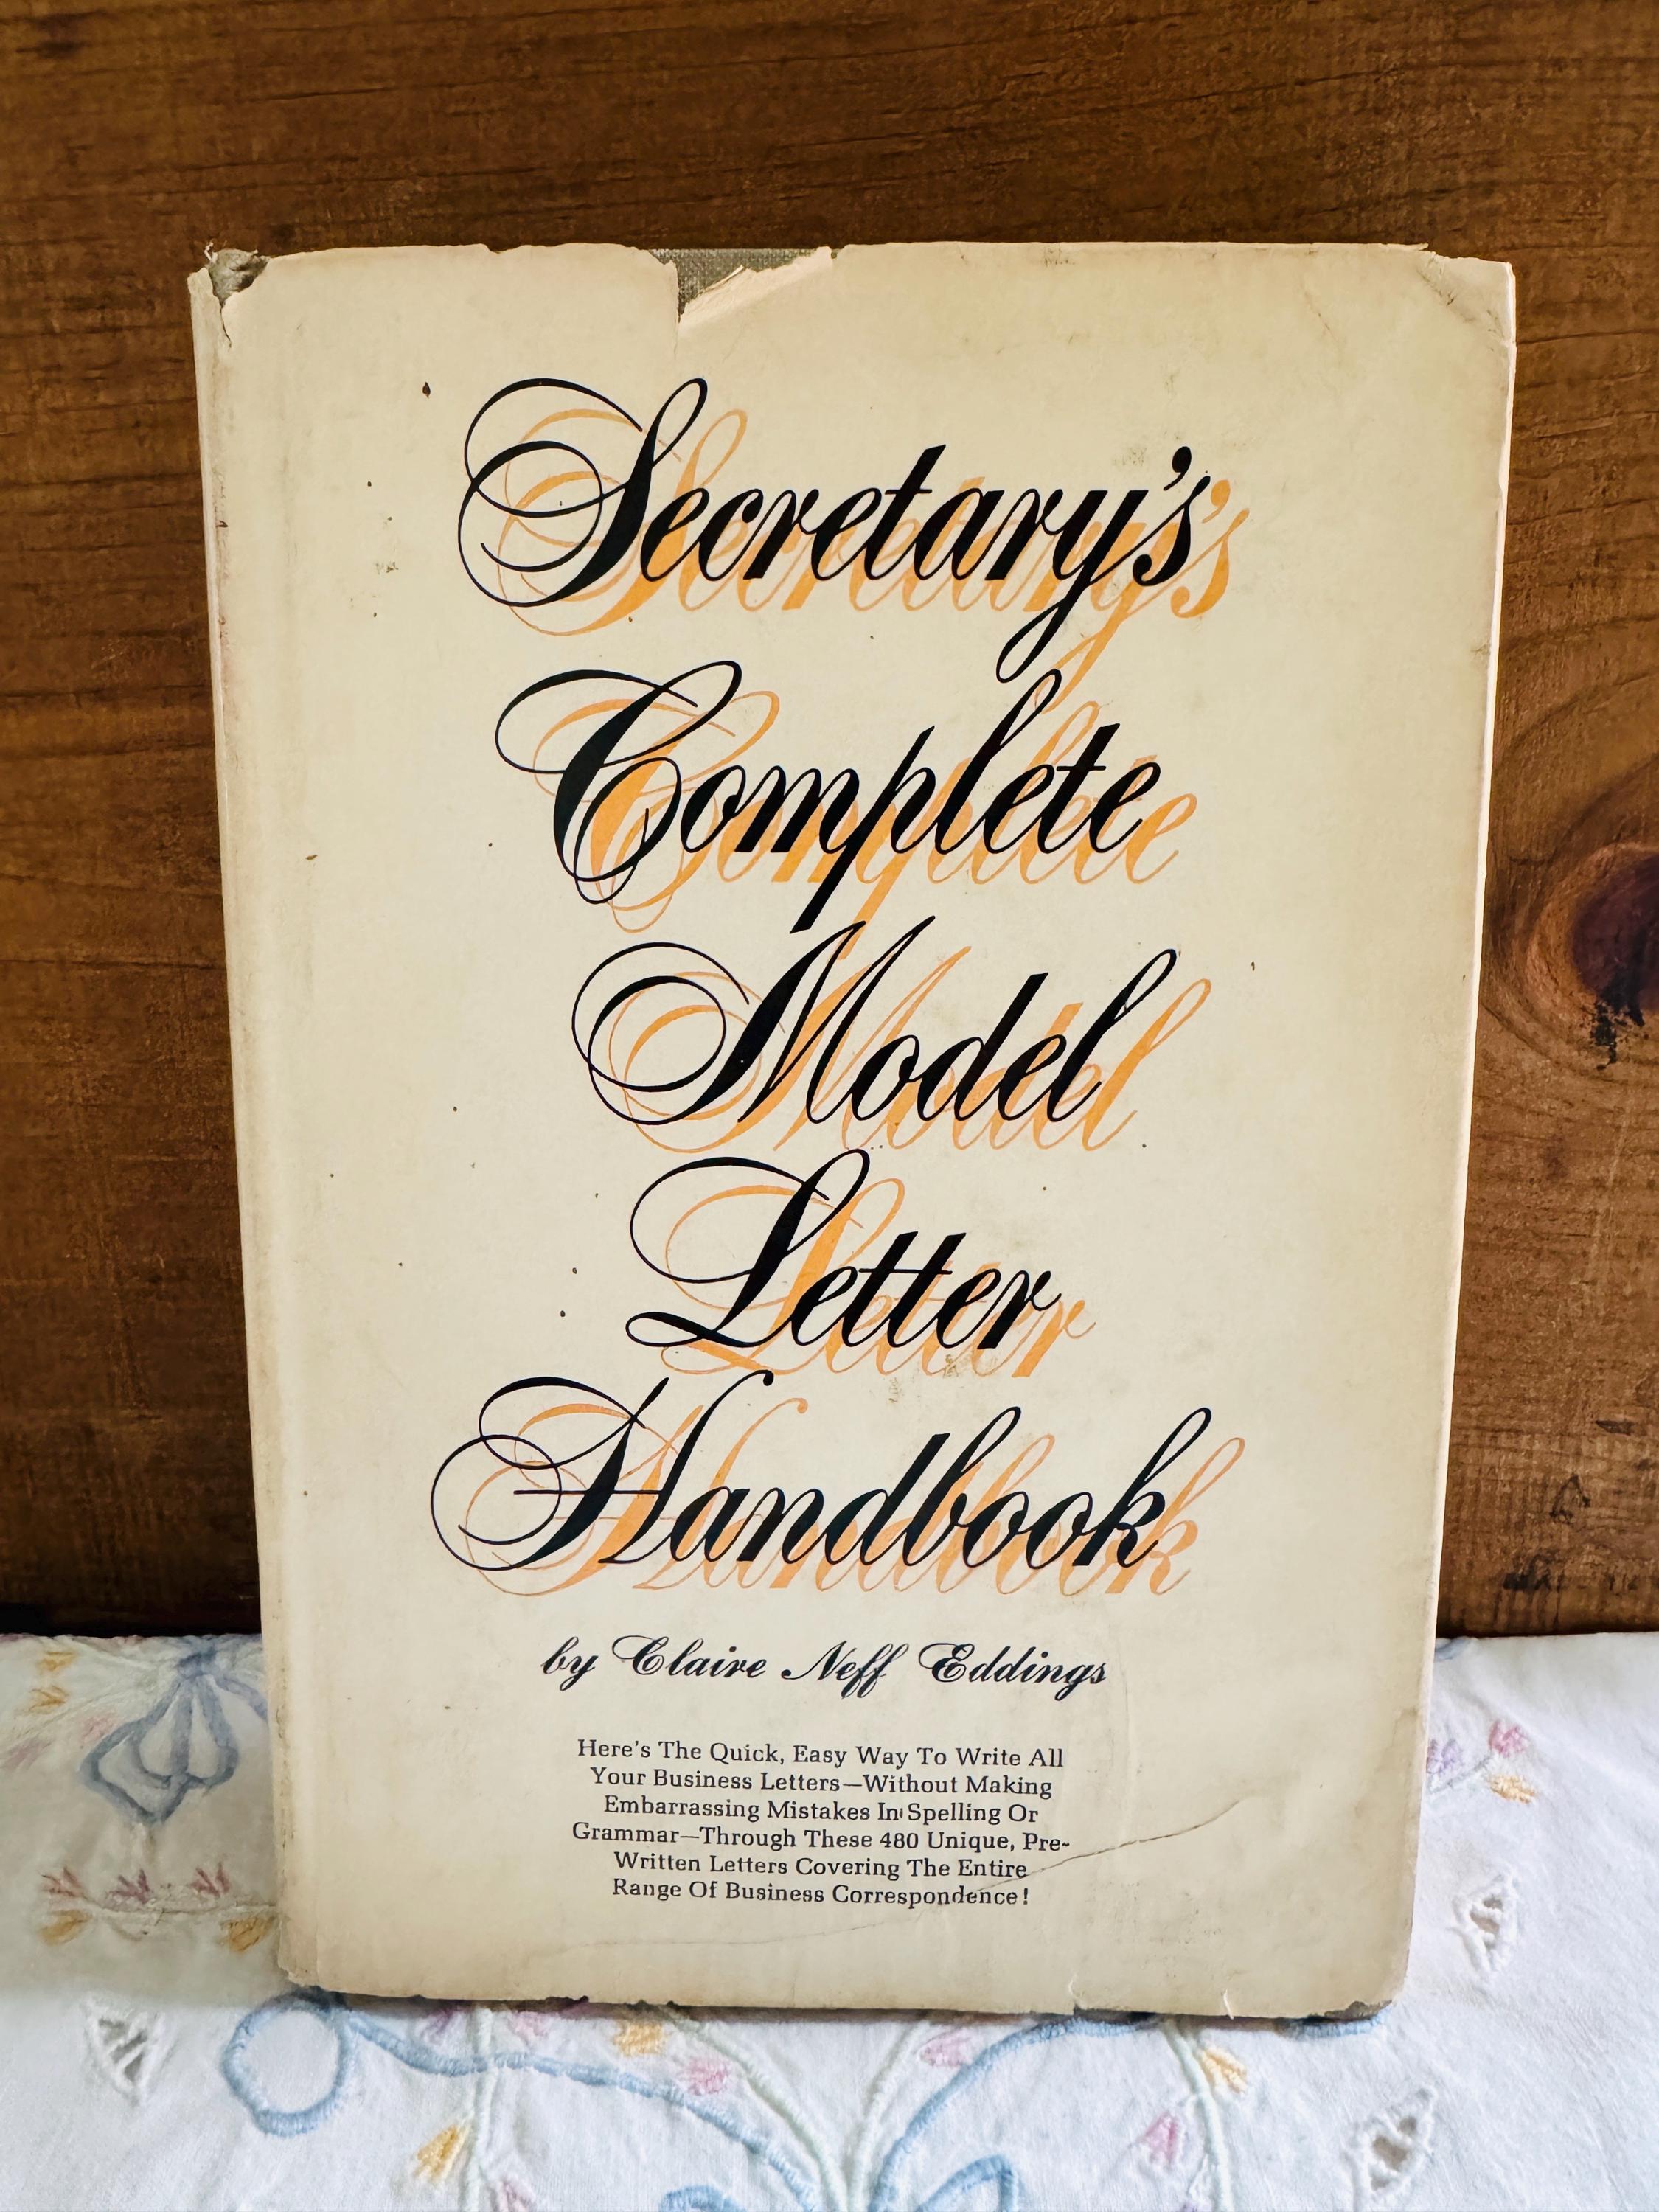 Secretary's
Complete
Model
Letter
Handbook
by Claire Neff Eddings
Here's The Quick, Easy Way To Write All
Your Business Letters—Without Making
Embarrassing Mistakes In Spelling Or
Grammar—Through These 480 Unique, Pre-
Written Letters Covering The Entire
Range Of Business Correspondence!